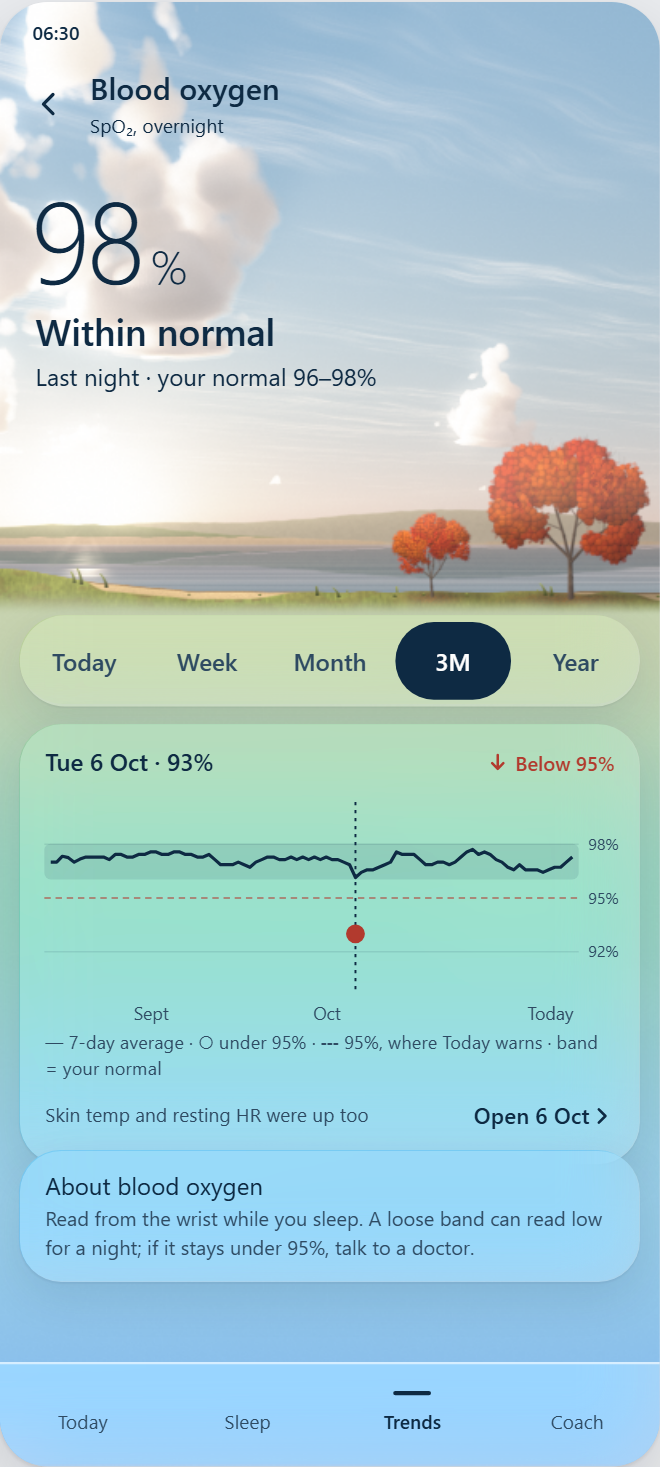 06:30
Blood oxygen
SpO₂, overnight
98 %
Within normal
Last night · your normal 96–98%
Today Week Month 3M Year
Tue 6 Oct · 93% ↓ Below 95%
98%
95%
92%
Sept Oct Today
— 7-day average · ○ under 95% · --- 95%, where Today warns · band
= your normal
Skin temp and resting HR were up too Open 6 Oct >
About blood oxygen
Read from the wrist while you sleep. A loose band can read low
for a night; if it stays under 95%, talk to a doctor.
Today Sleep Trends Coach